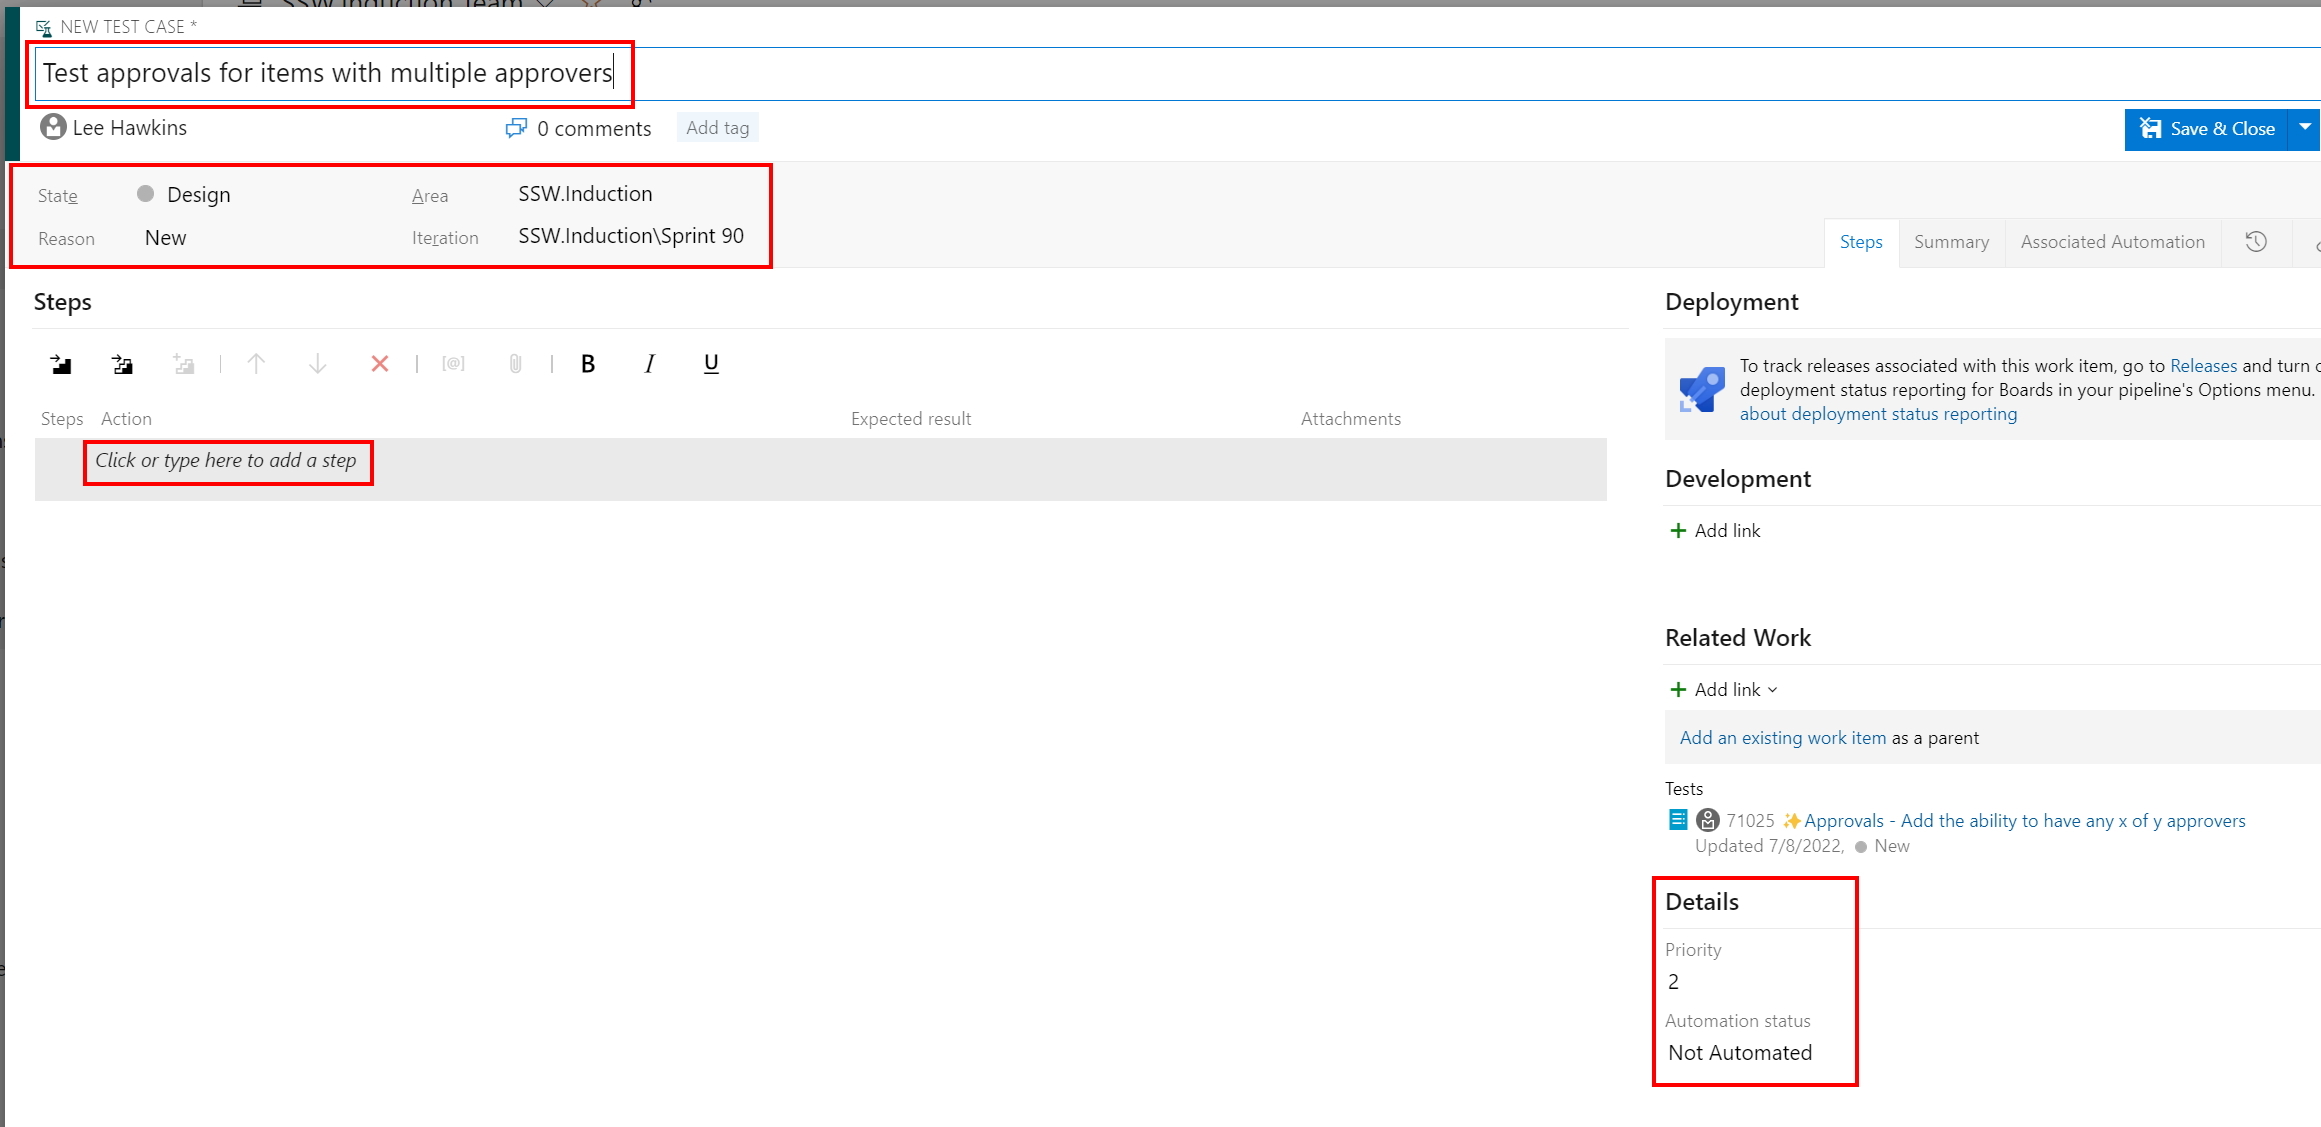 SSW.Induction Team
NEW TEST CASE *
Test approvals for items with multiple approvers
Lee Hawkins
0 comments
Add tag
Save & Close
State
Design
Area
SSW.Induction
Reason
New
Iteration
SSW.Induction\Sprint 90
Steps
Summary
Associated Automation
Steps
B I U
Steps Action Expected result Attachments
Click or type here to add a step
Deployment
To track releases associated with this work item, go to Releases and turn
deployment status reporting for Boards in your pipeline's Options menu.
about deployment status reporting
Development
+ Add link
Related Work
+ Add link
Add an existing work item as a parent
Tests
71025 ✨Approvals - Add the ability to have any x of y approvers
Updated 7/8/2022, ● New
Details
Priority
2
Automation status
Not Automated